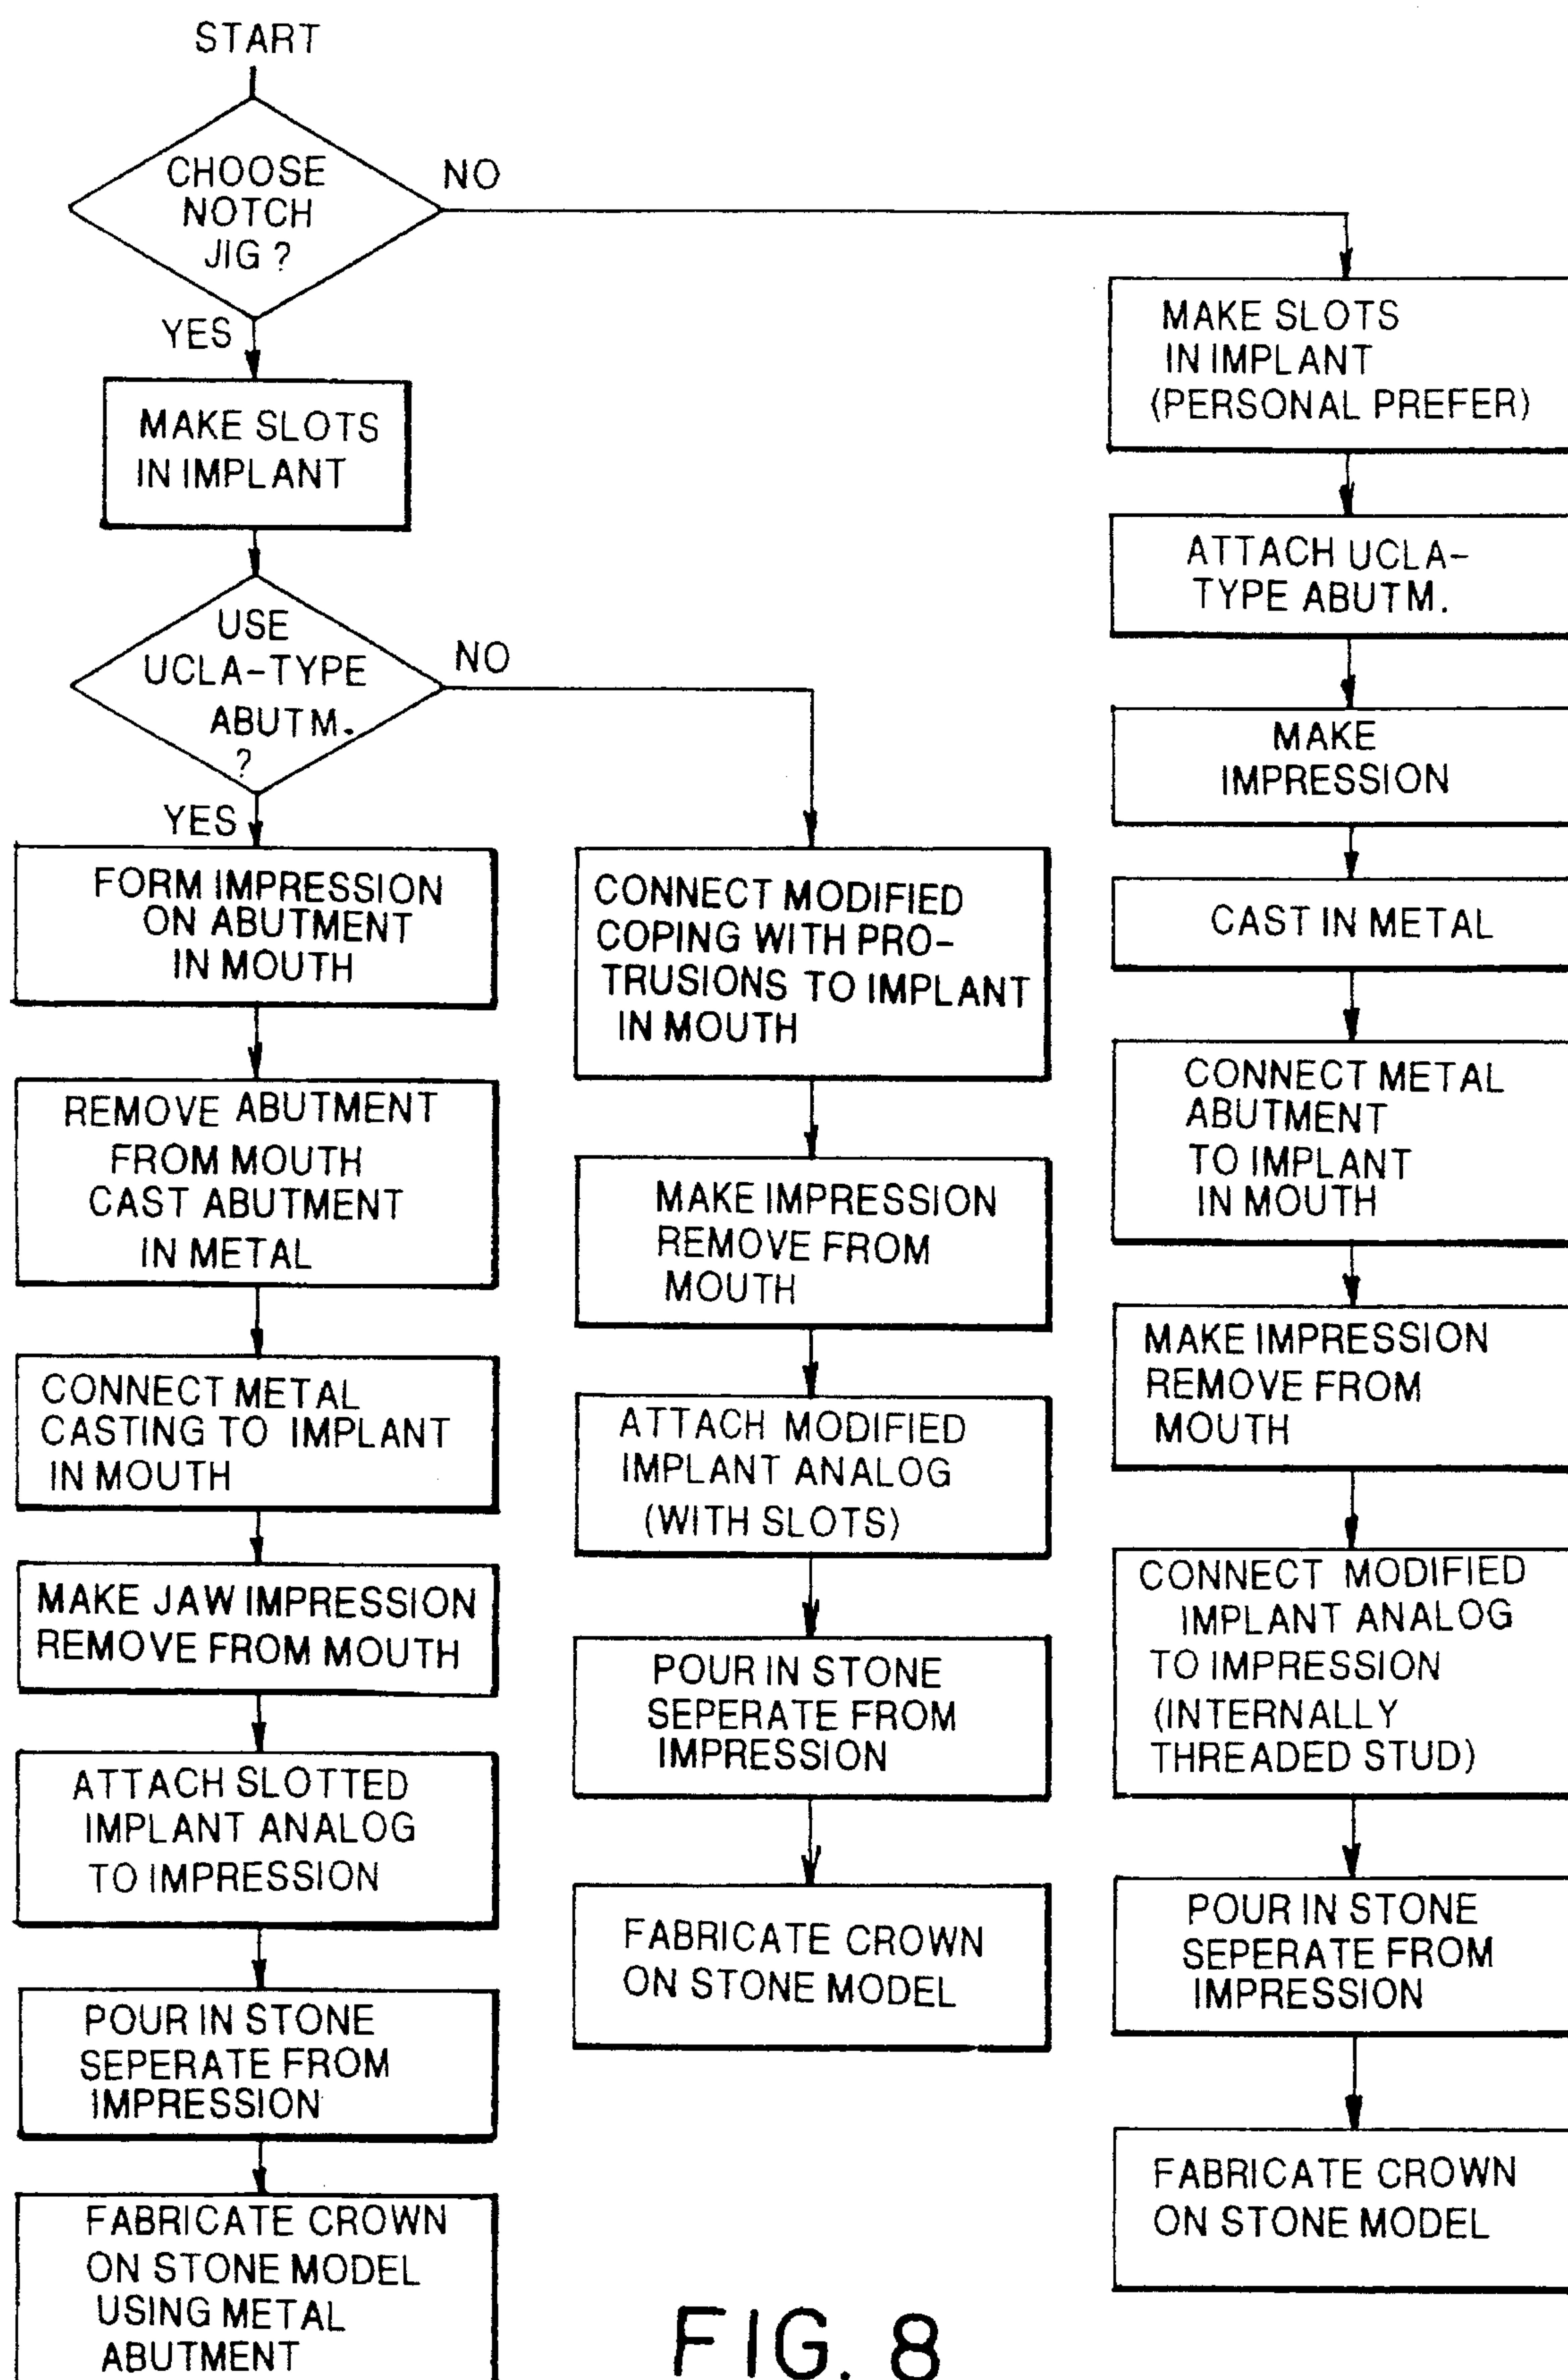 START
CHOOSE
NOTCH
JIG ?
NO
YES
MAKE SLOTS
IN IMPLANT
USE
UCLA-TYPE
ABUTM.
?
NO
YES
FORM IMPRESSION
ON ABUTMENT
IN MOUTH
REMOVE ABUTMENT
FROM MOUTH
CAST ABUTMENT
IN METAL
CONNECT METAL
CASTING TO IMPLANT
IN MOUTH
MAKE JAW IMPRESSION
REMOVE FROM MOUTH
ATTACH SLOTTED
IMPLANT ANALOG
TO IMPRESSION
POUR IN STONE
SEPERATE FROM
IMPRESSION
FABRICATE CROWN
ON STONE MODEL
USING METAL
ABUTMENT
CONNECT MODIFIED
COPING WITH PRO-
TRUSIONS TO IMPLANT
IN MOUTH
MAKE IMPRESSION
REMOVE FROM
MOUTH
ATTACH MODIFIED
IMPLANT ANALOG
(WITH SLOTS)
POUR IN STONE
SEPERATE FROM
IMPRESSION
FABRICATE CROWN
ON STONE MODEL
MAKE SLOTS
IN IMPLANT
(PERSONAL PREFER)
ATTACH UCLA-
TYPE ABUTM.
MAKE
IMPRESSION
CAST IN METAL
CONNECT METAL
ABUTMENT
TO IMPLANT
IN MOUTH
MAKE IMPRESSION
REMOVE FROM
MOUTH
CONNECT MODIFIED
IMPLANT ANALOG
TO IMPRESSION
(INTERNALLY
THREADED STUD)
POUR IN STONE
SEPERATE FROM
IMPRESSION
FABRICATE CROWN
ON STONE MODEL
FIG. 8